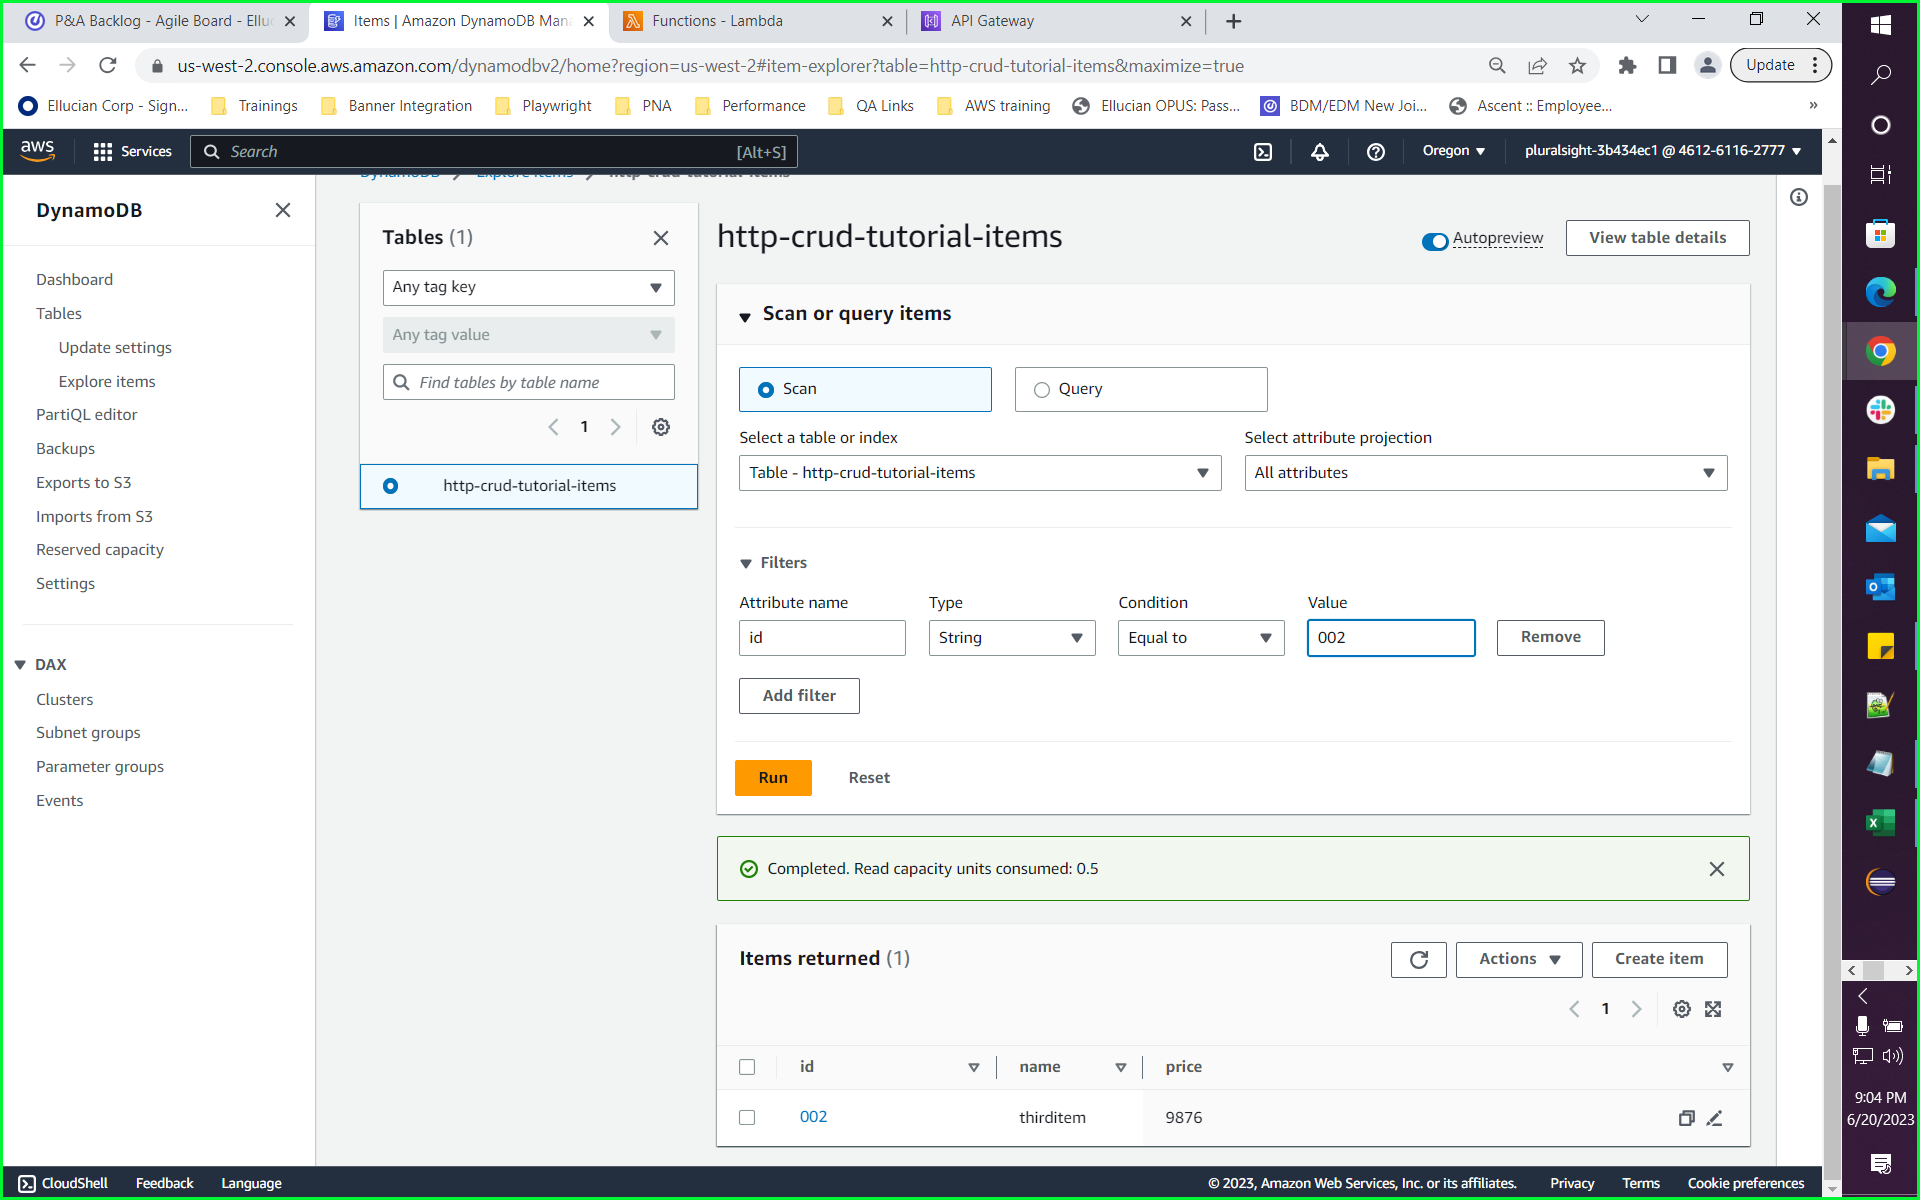 P&A Backlog - Agile Board - Elluc
Items | Amazon DynamoDB Mana
Functions - Lambda
API Gateway
us-west-2.console.aws.amazon.com/dynamodbv2/home?region=us-west-2#item-explorer?table=http-crud-tutorial-items&maximize=true
Update
Ellucian Corp - Sign...
Trainings
Banner Integration
Playwright
PNA
Performance
QA Links
AWS training
Ellucian OPUS: Pass...
BDM/EDM New Joi...
Ascent :: Employee...
»
aws
Services
Search
[Alt+S]
Oregon
pluralsight-3b434ec1 @ 4612-6116-2777
DynamoDB
Explore items
http-crud-tutorial-items
DynamoDB
Dashboard
Tables
Update settings
Explore items
PartiQL editor
Backups
Exports to S3
Imports from S3
Reserved capacity
Settings
DAX
Clusters
Subnet groups
Parameter groups
Events
Tables (1)
Any tag key
Any tag value
Find tables by table name
1
http-crud-tutorial-items
http-crud-tutorial-items
Autopreview
View table details
Scan or query items
Scan
Query
Select a table or index
Select attribute projection
Table - http-crud-tutorial-items
All attributes
Filters
Attribute name
Type
Condition
Value
id
String
Equal to
002
Remove
Add filter
Run
Reset
Completed. Read capacity units consumed: 0.5
Items returned (1)
Actions
Create item
1
id
name
price
002
thirditem
9876
CloudShell
Feedback
Language
© 2023, Amazon Web Services, Inc. or its affiliates.
Privacy
Terms
Cookie preferences
9:04 PM
6/20/2023